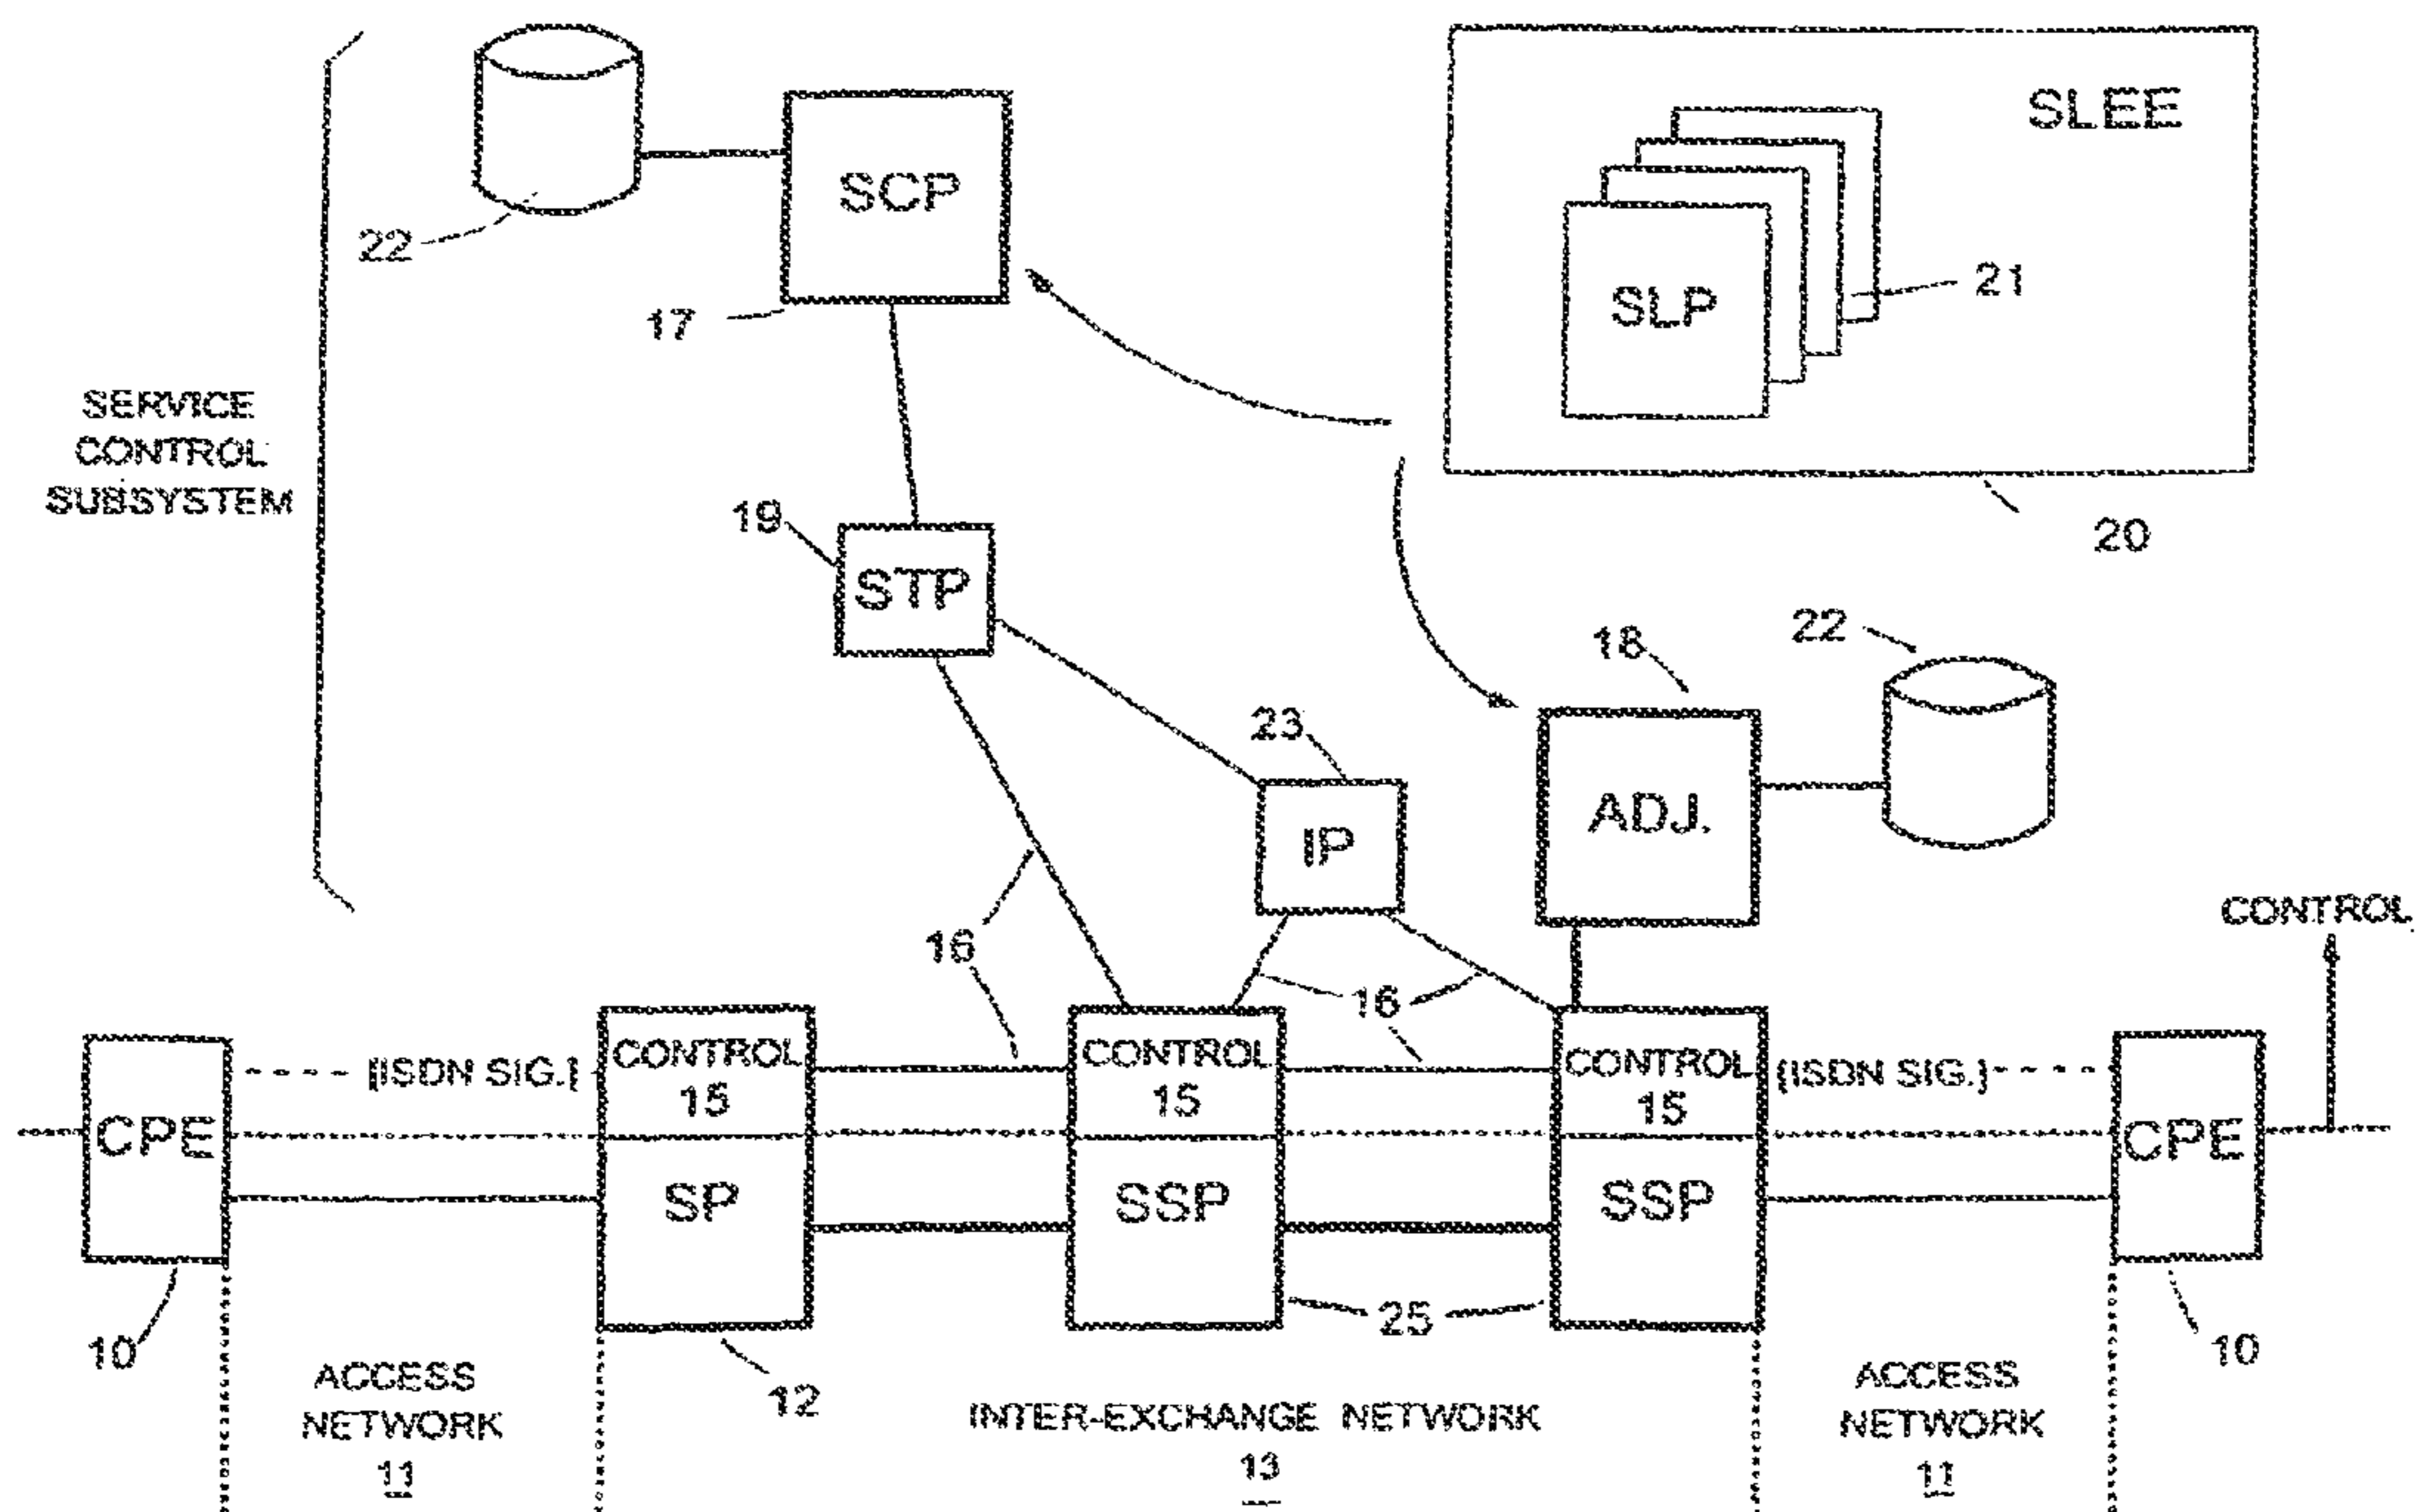 SLEE
SCP
22
SLP
21
17
SERVICE
CONTROL
SUBSYSTEM
19
STP
20
22
18
23
ADJ.
IP
CONTROL
16
16
CONTROL
15
CONTROL
15
CONTROL
15
[ISDN SIG.]
[ISDN SIG.]
CPE
CPE
SP
SSP
SSP
25
10
10
12
ACCESS
NETWORK
11
INTER-EXCHANGE NETWORK
13
ACCESS
NETWORK
11